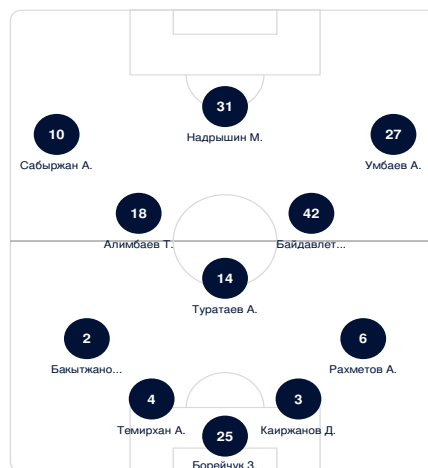 31
Надрышин М.
10
Сабыржан А.
27
Умбаев А.
18
Алимбаев Т.
42
Байдавлет...
14
Туратаев А.
2
Бакытжано...
6
Рахметов А.
4
Темирхан А.
3
Каиржанов Д.
25
Борейчук З.